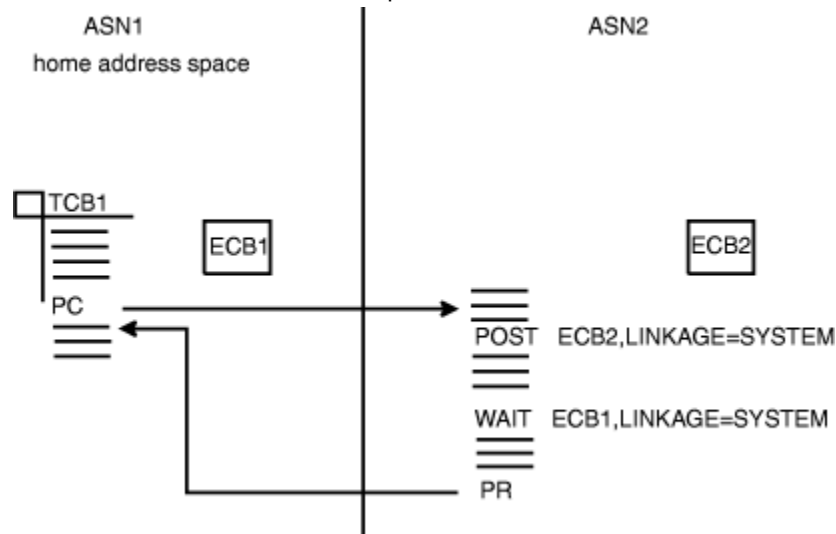 ASN1
ASN2
home address space
TCB1
ECB1
ECB2
PC
POST ECB2,LINKAGE=SYSTEM
WAIT ECB1,LINKAGE=SYSTEM
PR